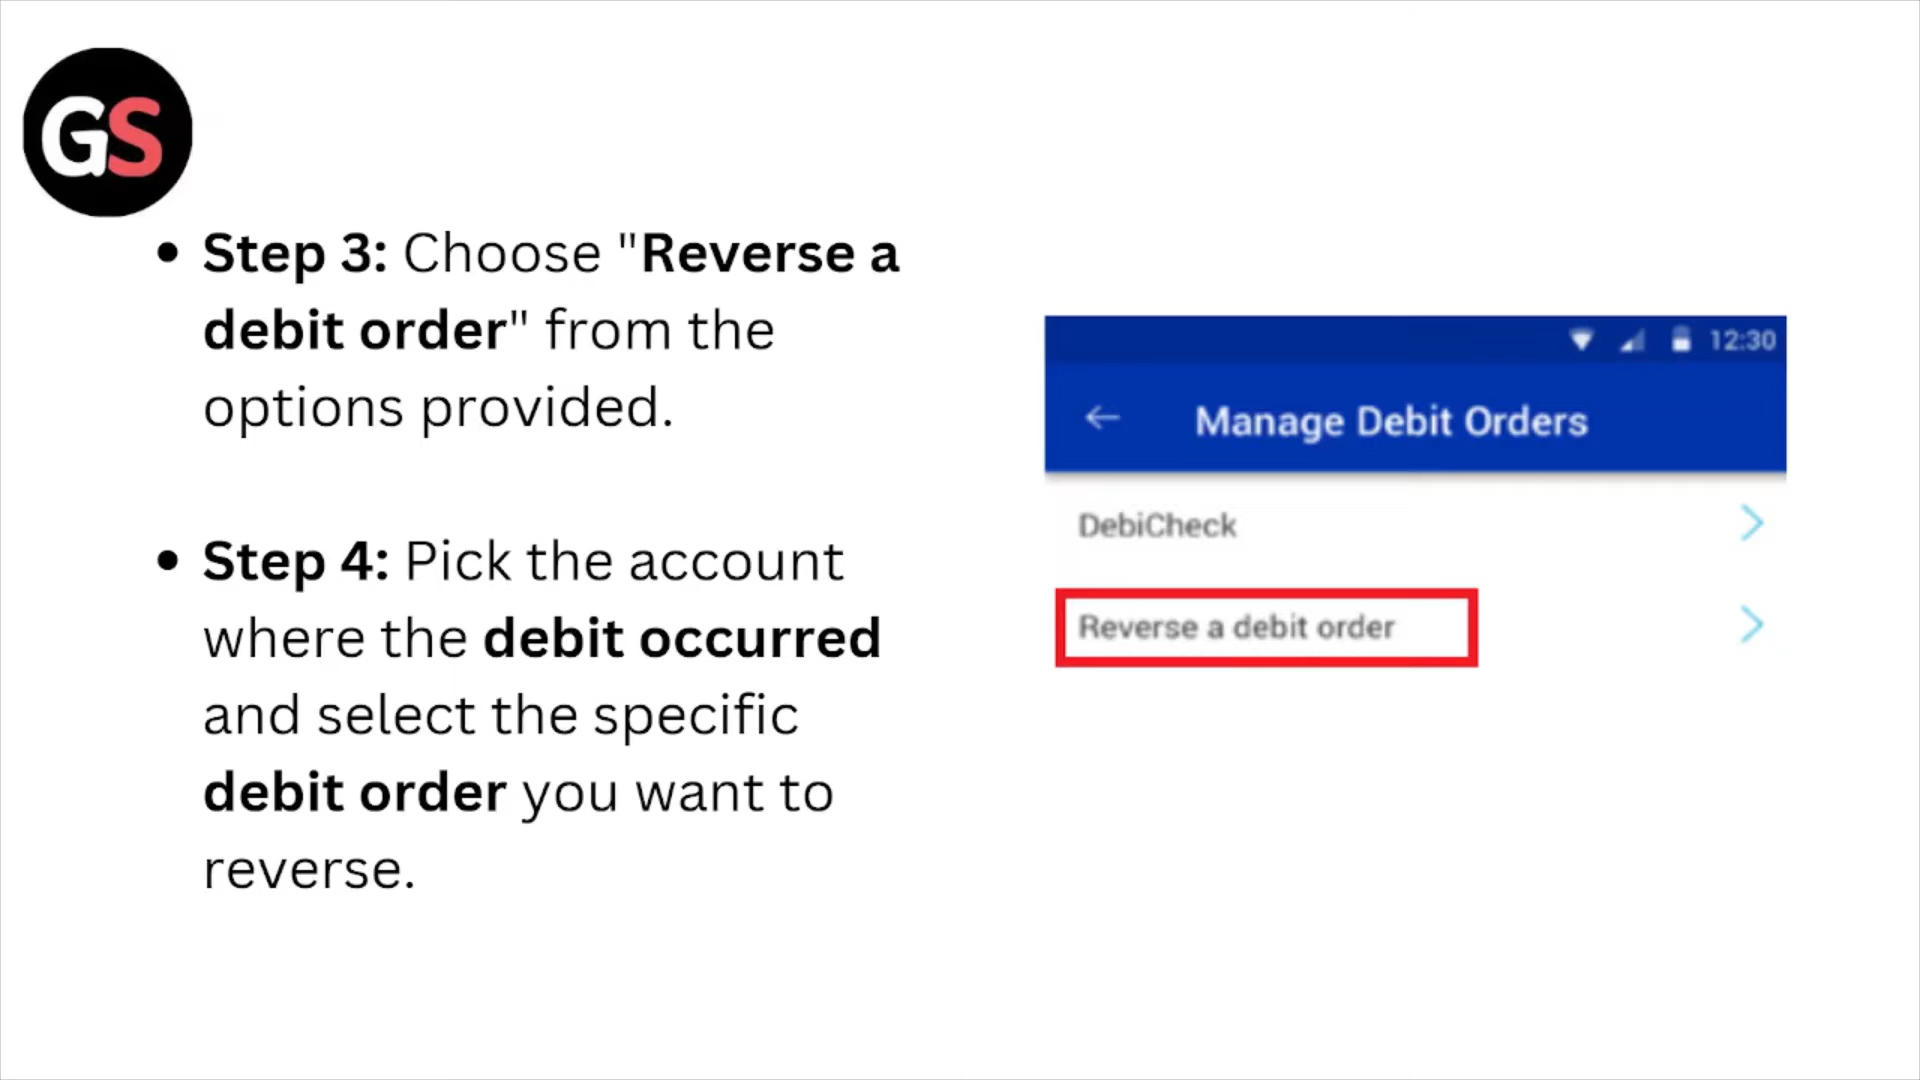 GS
• Step 3: Choose "Reverse a
debit order" from the
options provided.
• Step 4: Pick the account
where the debit occurred
and select the specific
debit order you want to
reverse.
12:30
Manage Debit Orders
DebiCheck
Reverse a debit order